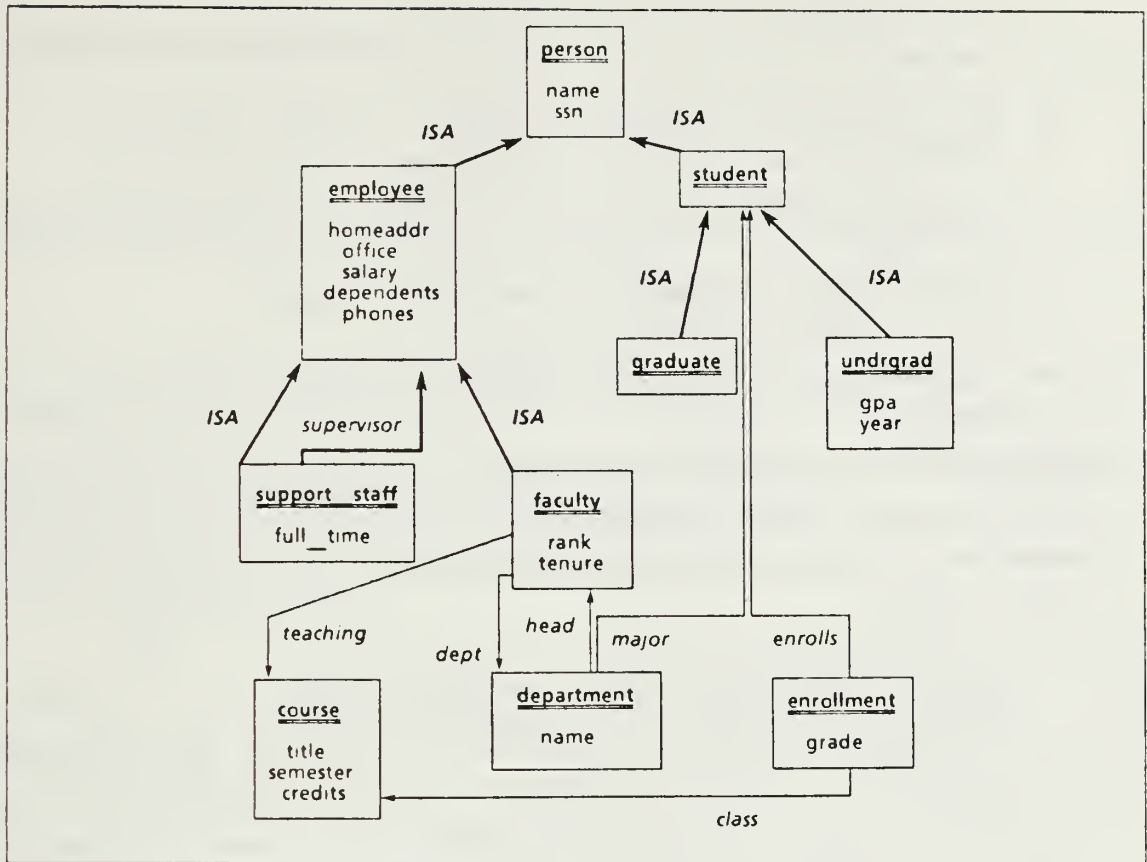 person
name
ssn
ISA
ISA
employee
homeaddr
office
salary
dependents
phones
student
ISA
ISA
graduate
undrgrad
gpa
year
ISA
supervisor
ISA
support_staff
full_time
faculty
rank
tenure
teaching
dept
head
major
enrolls
course
title
semester
credits
department
name
enrollment
grade
class